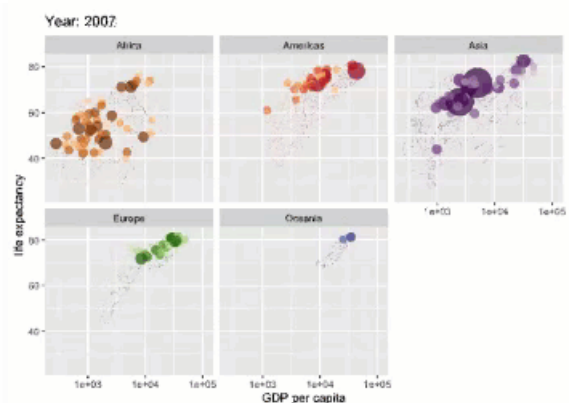 Year: 2007
Africa
Americas
Asia
life expectancy
80
60
40
1e+03
1e+04
1e+05
Europe
Oceania
80
60
40
1e+03
1e+04
1e+05
1e+03
1e+04
1e+05
GDP per capita